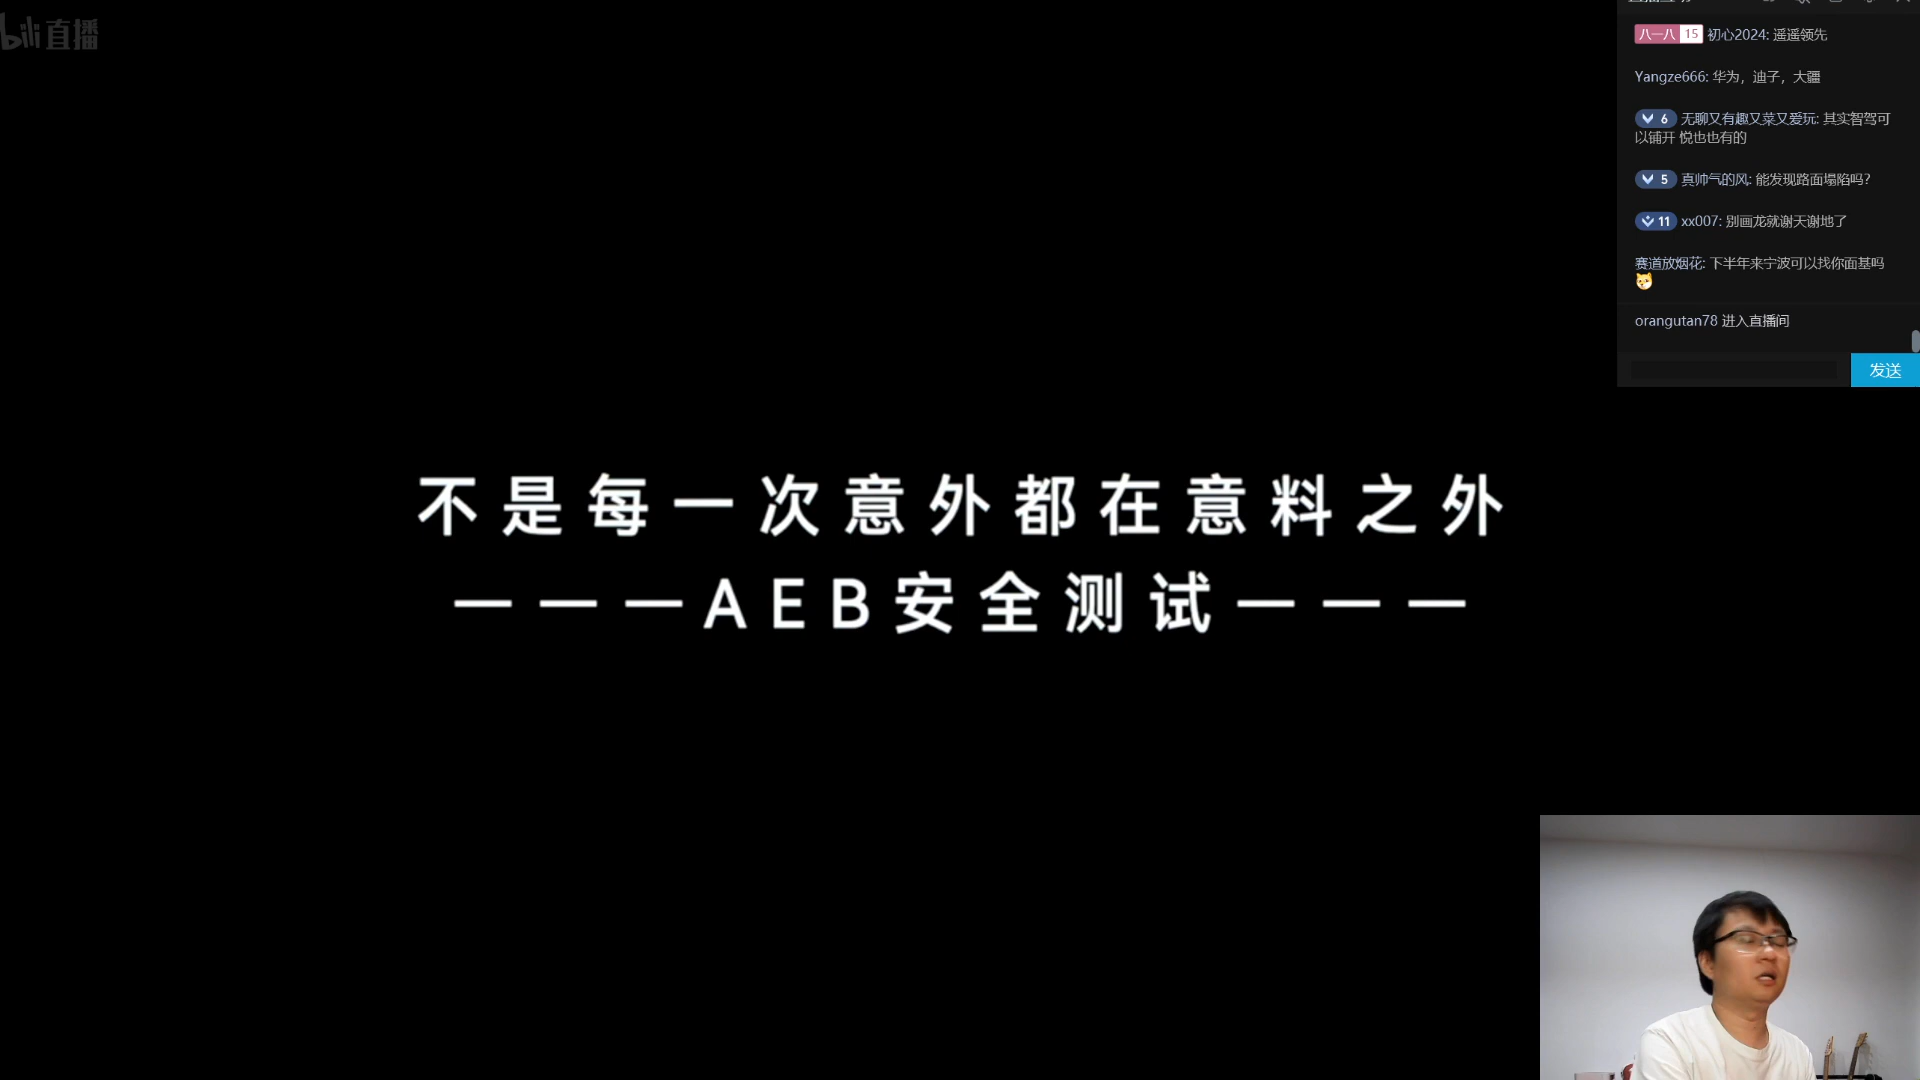 bili直播
八一八 15 初心2024: 遥遥领先
Yangze666: 华为，迪子，大疆
6 无聊又有趣又菜又爱玩: 其实智驾可
以铺开 悦也也有的
5 真帅气的风: 能发现路面塌陷吗?
11 xx007: 别画龙就谢天谢地了
赛道放烟花: 下半年来宁波可以找你面基吗
orangutan78 进入直播间
发送
不是每一次意外都在意料之外
———AEB安全测试———